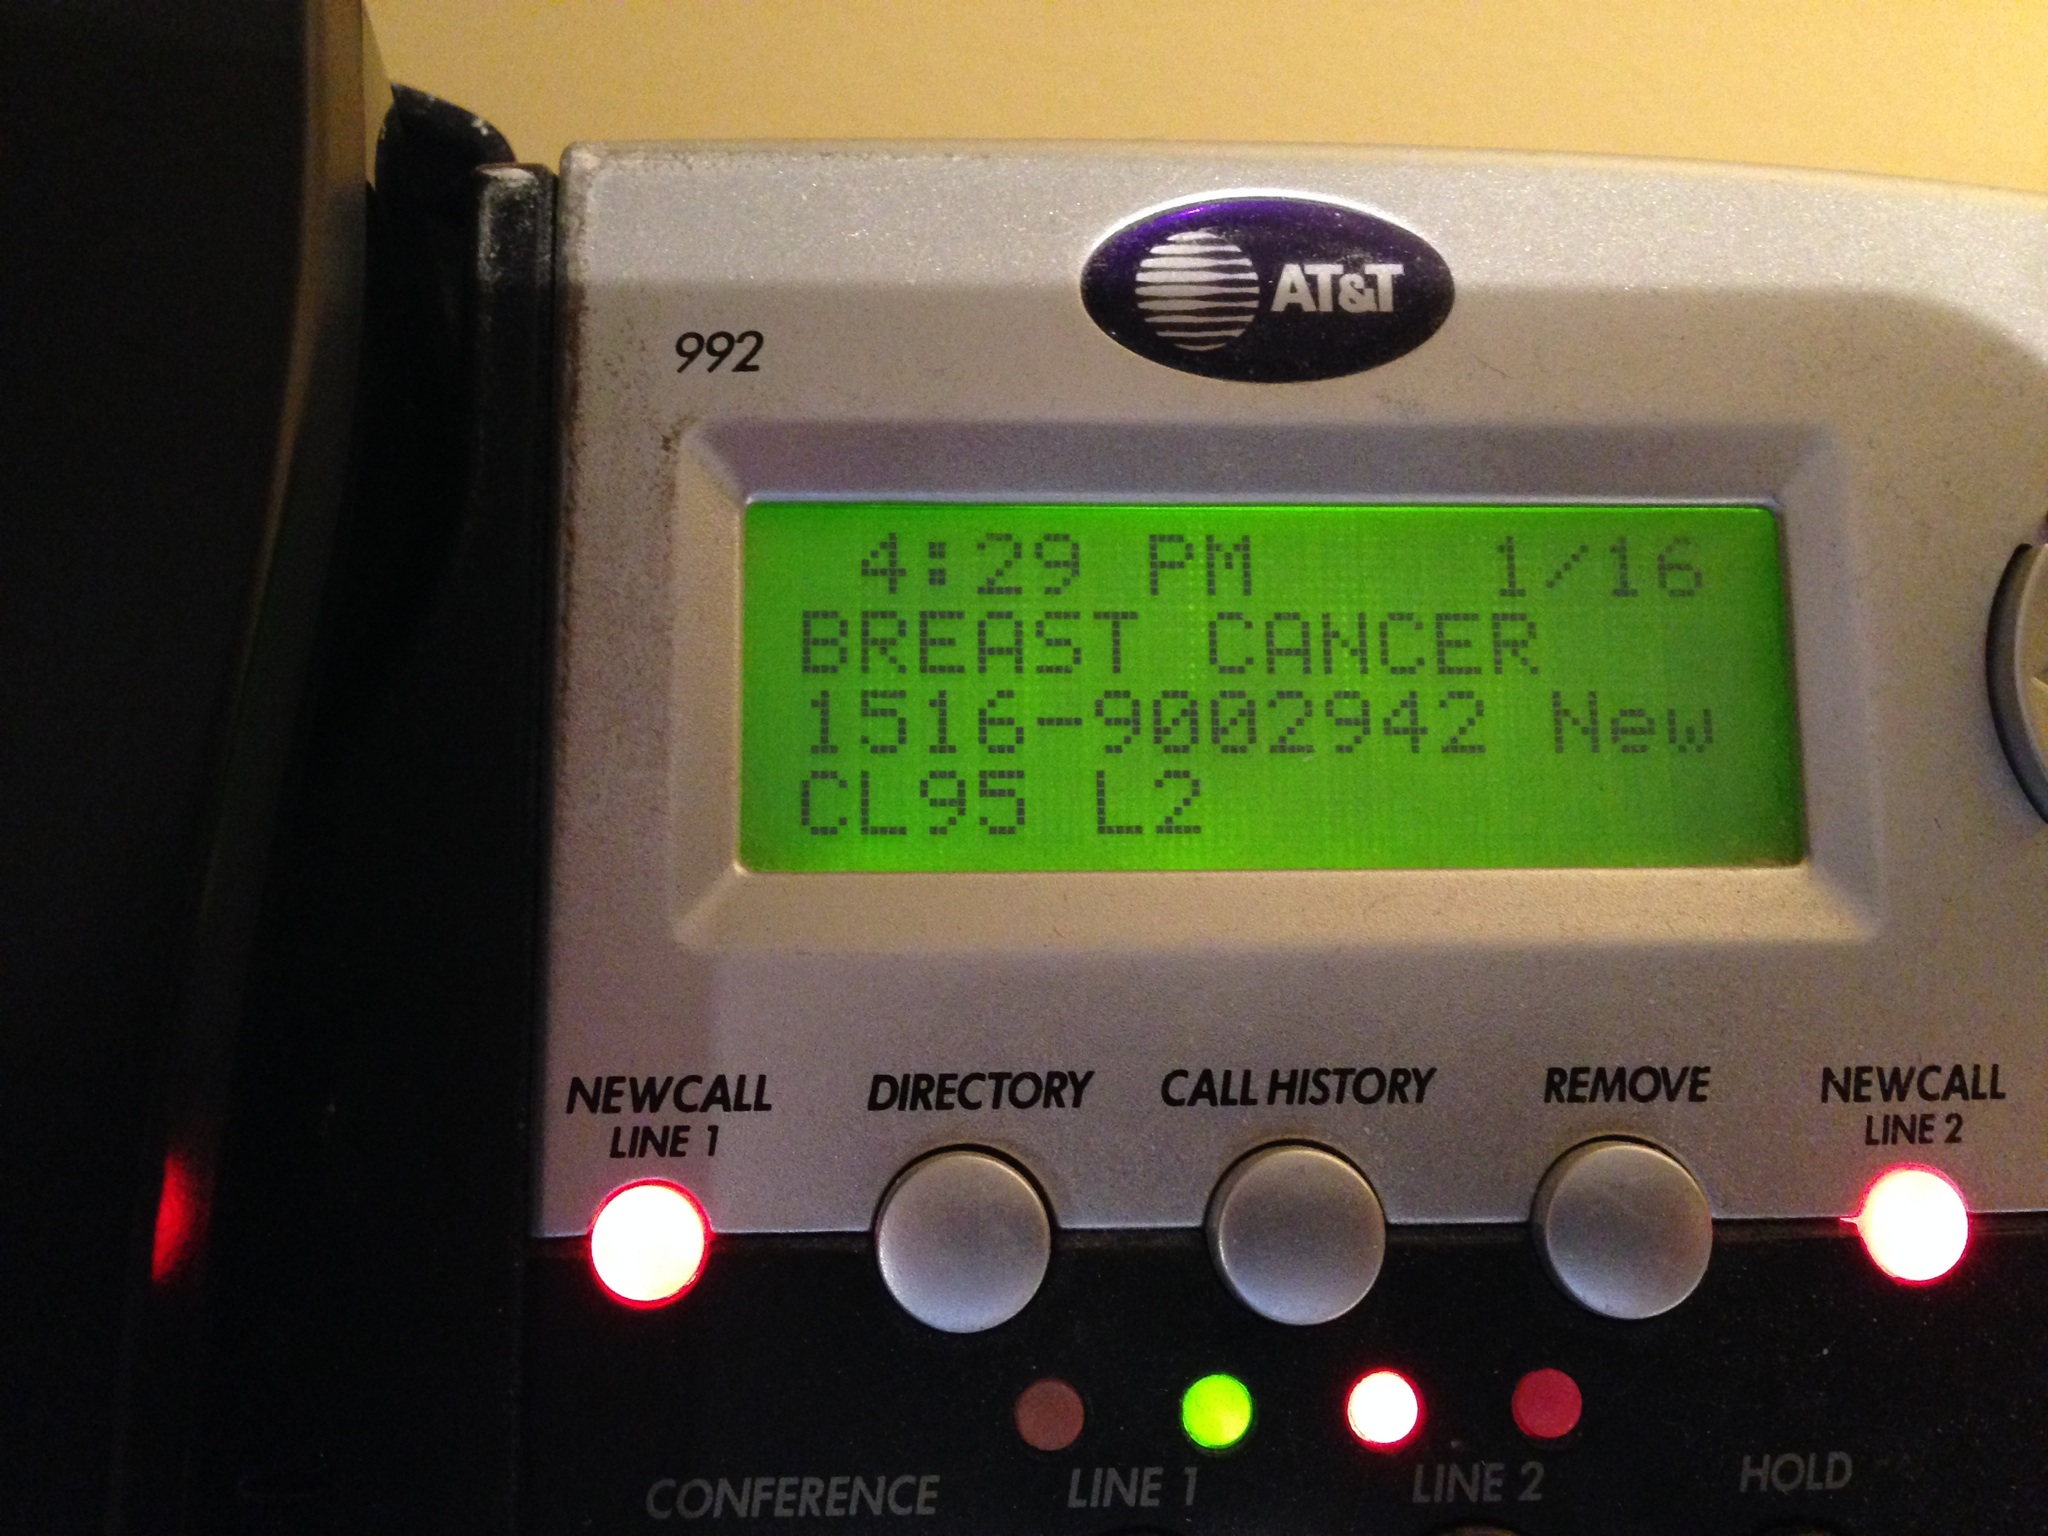 AT&T
992
4:29 PM 1/16
BREAST CANCER
1516-9002942 New
CL95 L2
NEWCALL LINE 1
DIRECTORY
CALL HISTORY
REMOVE
NEWCALL LINE 2
CONFERENCE
LINE 1
LINE 2
HOLD